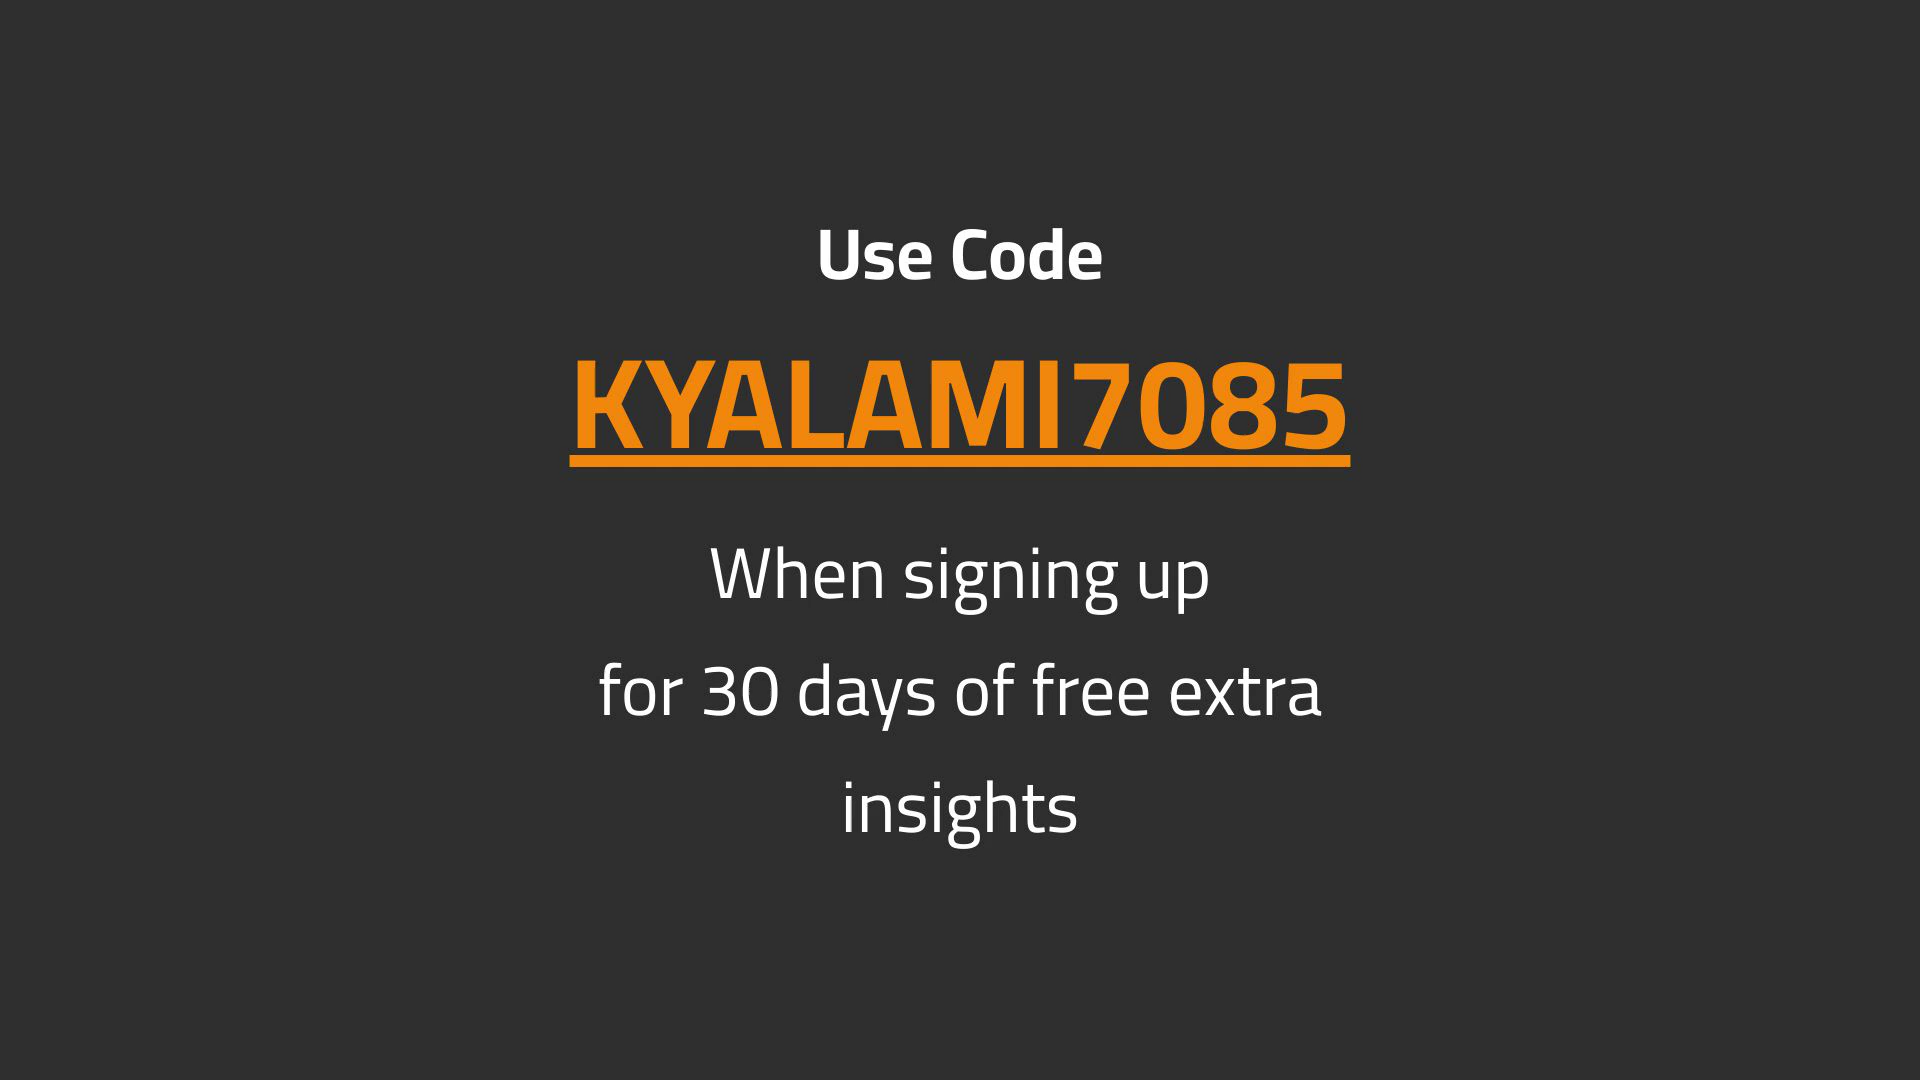 Use Code
KYALAMI7085
When signing up
for 30 days of free extra
insights